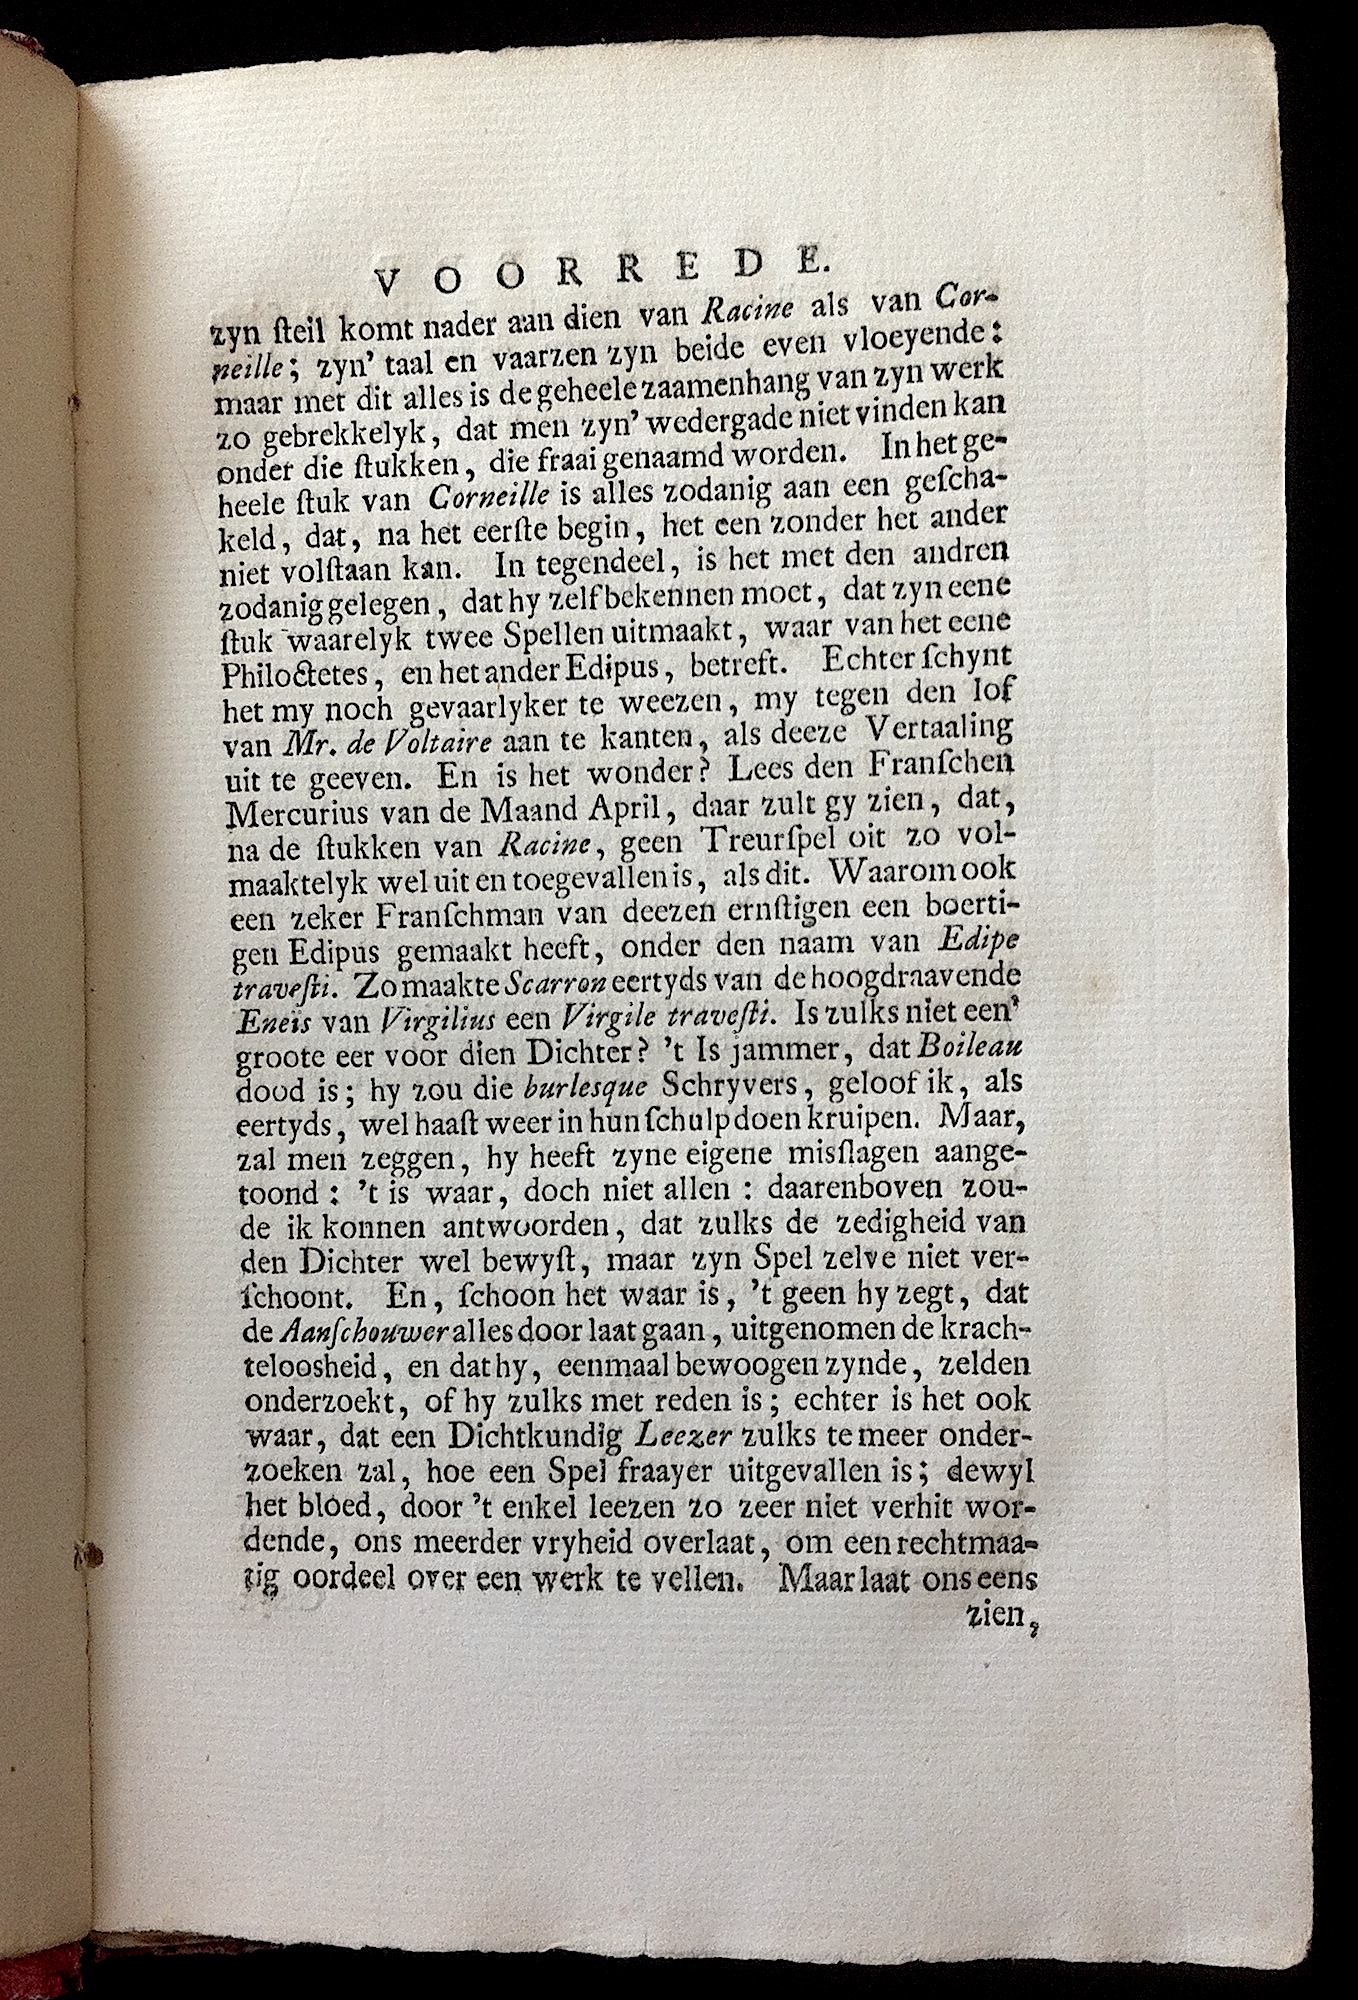 VOORREDE.
zyn ſteil komt nader aan dien van Racine als van Cor-
neille; zyn' taal en vaarzen zyn beide even vloeyende:
maar met dit alles is de geheele zaamenhang van zyn werk
zo gebrekkelyk, dat men zyn' wedergade niet vinden kan
onder die ſtukken, die fraai genaamd worden. In het ge-
heele ſtuk van Corneille is alles zodanig aan een geſcha-
keld, dat, na het eerſte begin, het een zonder het ander
niet volſtaan kan. In tegendeel, is het met den andren
zodanig gelegen, dat hy zelf bekennen moet, dat zyn eene
ſtuk waarelyk twee Spellen uitmaakt, waar van het eene
Philoctetes, en het ander Edipus, betreft. Echter ſchynt
het my noch gevaarlyker te weezen, my tegen den lof
van Mr. de Voltaire aan te kanten, als deeze Vertaaling
uit te geeven. En is het wonder? Lees den Franſchen
Mercurius van de Maand April, daar zult gy zien, dat,
na de ſtukken van Racine, geen Treurſpel oit zo vol-
maaktelyk wel uit en toegevallen is, als dit. Waarom ook
een zeker Franſchman van deezen ernſtigen een boerti-
gen Edipus gemaakt heeft, onder den naam van Edipe
traveſti. Zo maakte Scarron eertyds van de hoogdraavende
Eneïs van Virgilius een Virgile traveſti. Is zulks niet een'
groote eer voor dien Dichter? 't Is jammer, dat Boileau
dood is; hy zou die burlesque Schryvers, geloof ik, als
eertyds, wel haaſt weer in hun ſchulp doen kruipen. Maar,
zal men zeggen, hy heeft zyne eigene misſlagen aange-
toond: 't is waar, doch niet allen: daarenboven zou-
de ik konnen antwoorden, dat zulks de zedigheid van
den Dichter wel bewyſt, maar zyn Spel zelve niet ver-
ſchoont. En, ſchoon het waar is, 't geen hy zegt, dat
de Aanſchouwer alles door laat gaan, uitgenomen de krach-
teloosheid, en dat hy, eenmaal bewoogen zynde, zelden
onderzoekt, of hy zulks met reden is; echter is het ook
waar, dat een Dichtkundig Leezer zulks te meer onder-
zoeken zal, hoe een Spel fraayer uitgevallen is; dewyl
het bloed, door 't enkel leezen zo zeer niet verhit wor-
dende, ons meerder vryheid overlaat, om een rechtmaa-
tig oordeel over een werk te vellen. Maar laat ons eens
zien,